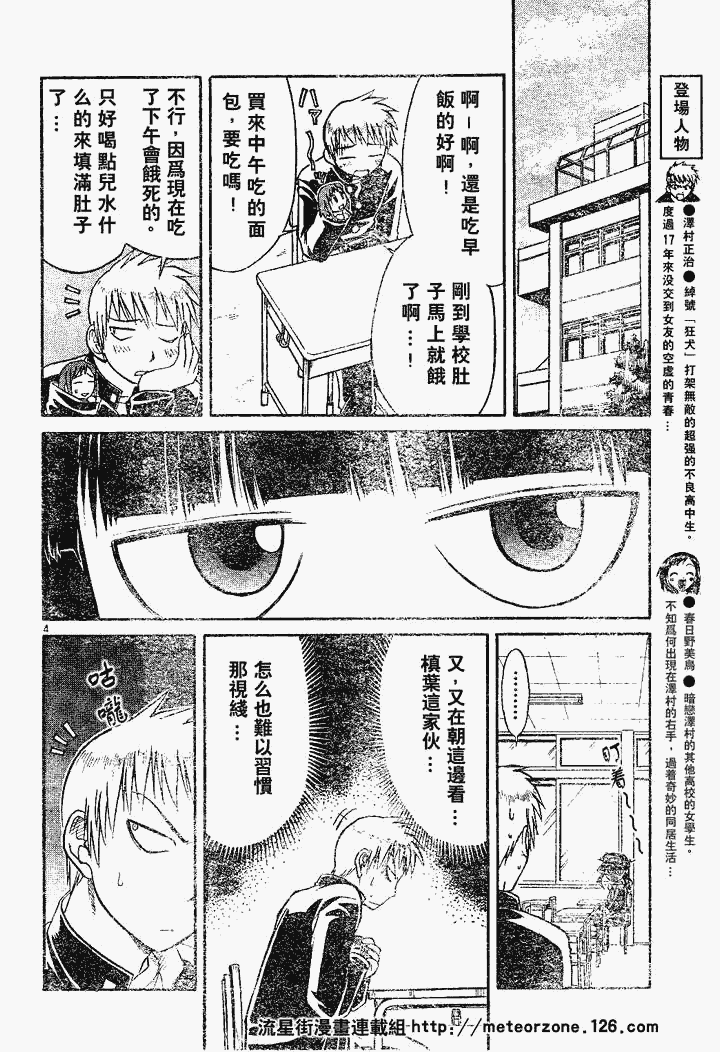 登場人物
●澤村正治●綽號「狂犬」打架無敵的超强的不良高中生。
度過17年來没交到女友的空虛的青春…
●春日野美鳥●暗戀澤村的其他高校的女學生。
不知爲何出現在澤村的右手，過着奇妙的同居生活…
啊－啊，還是吃早
飯的好啊！
剛到學校肚
子馬上就餓
了啊…！
買來中午吃的面
包，要吃嗎！
ハハ
不行，因爲現在吃
了下午會餓死的。
只好喝點兒水什
么的來填滿肚子
了…
4
………
盯着～～～
又，又在朝這邊看…
槙葉這家伙…
怎么也難以習慣
那視綫…
咕嚨
流星街漫畫連載組 http://meteorzone.126.com